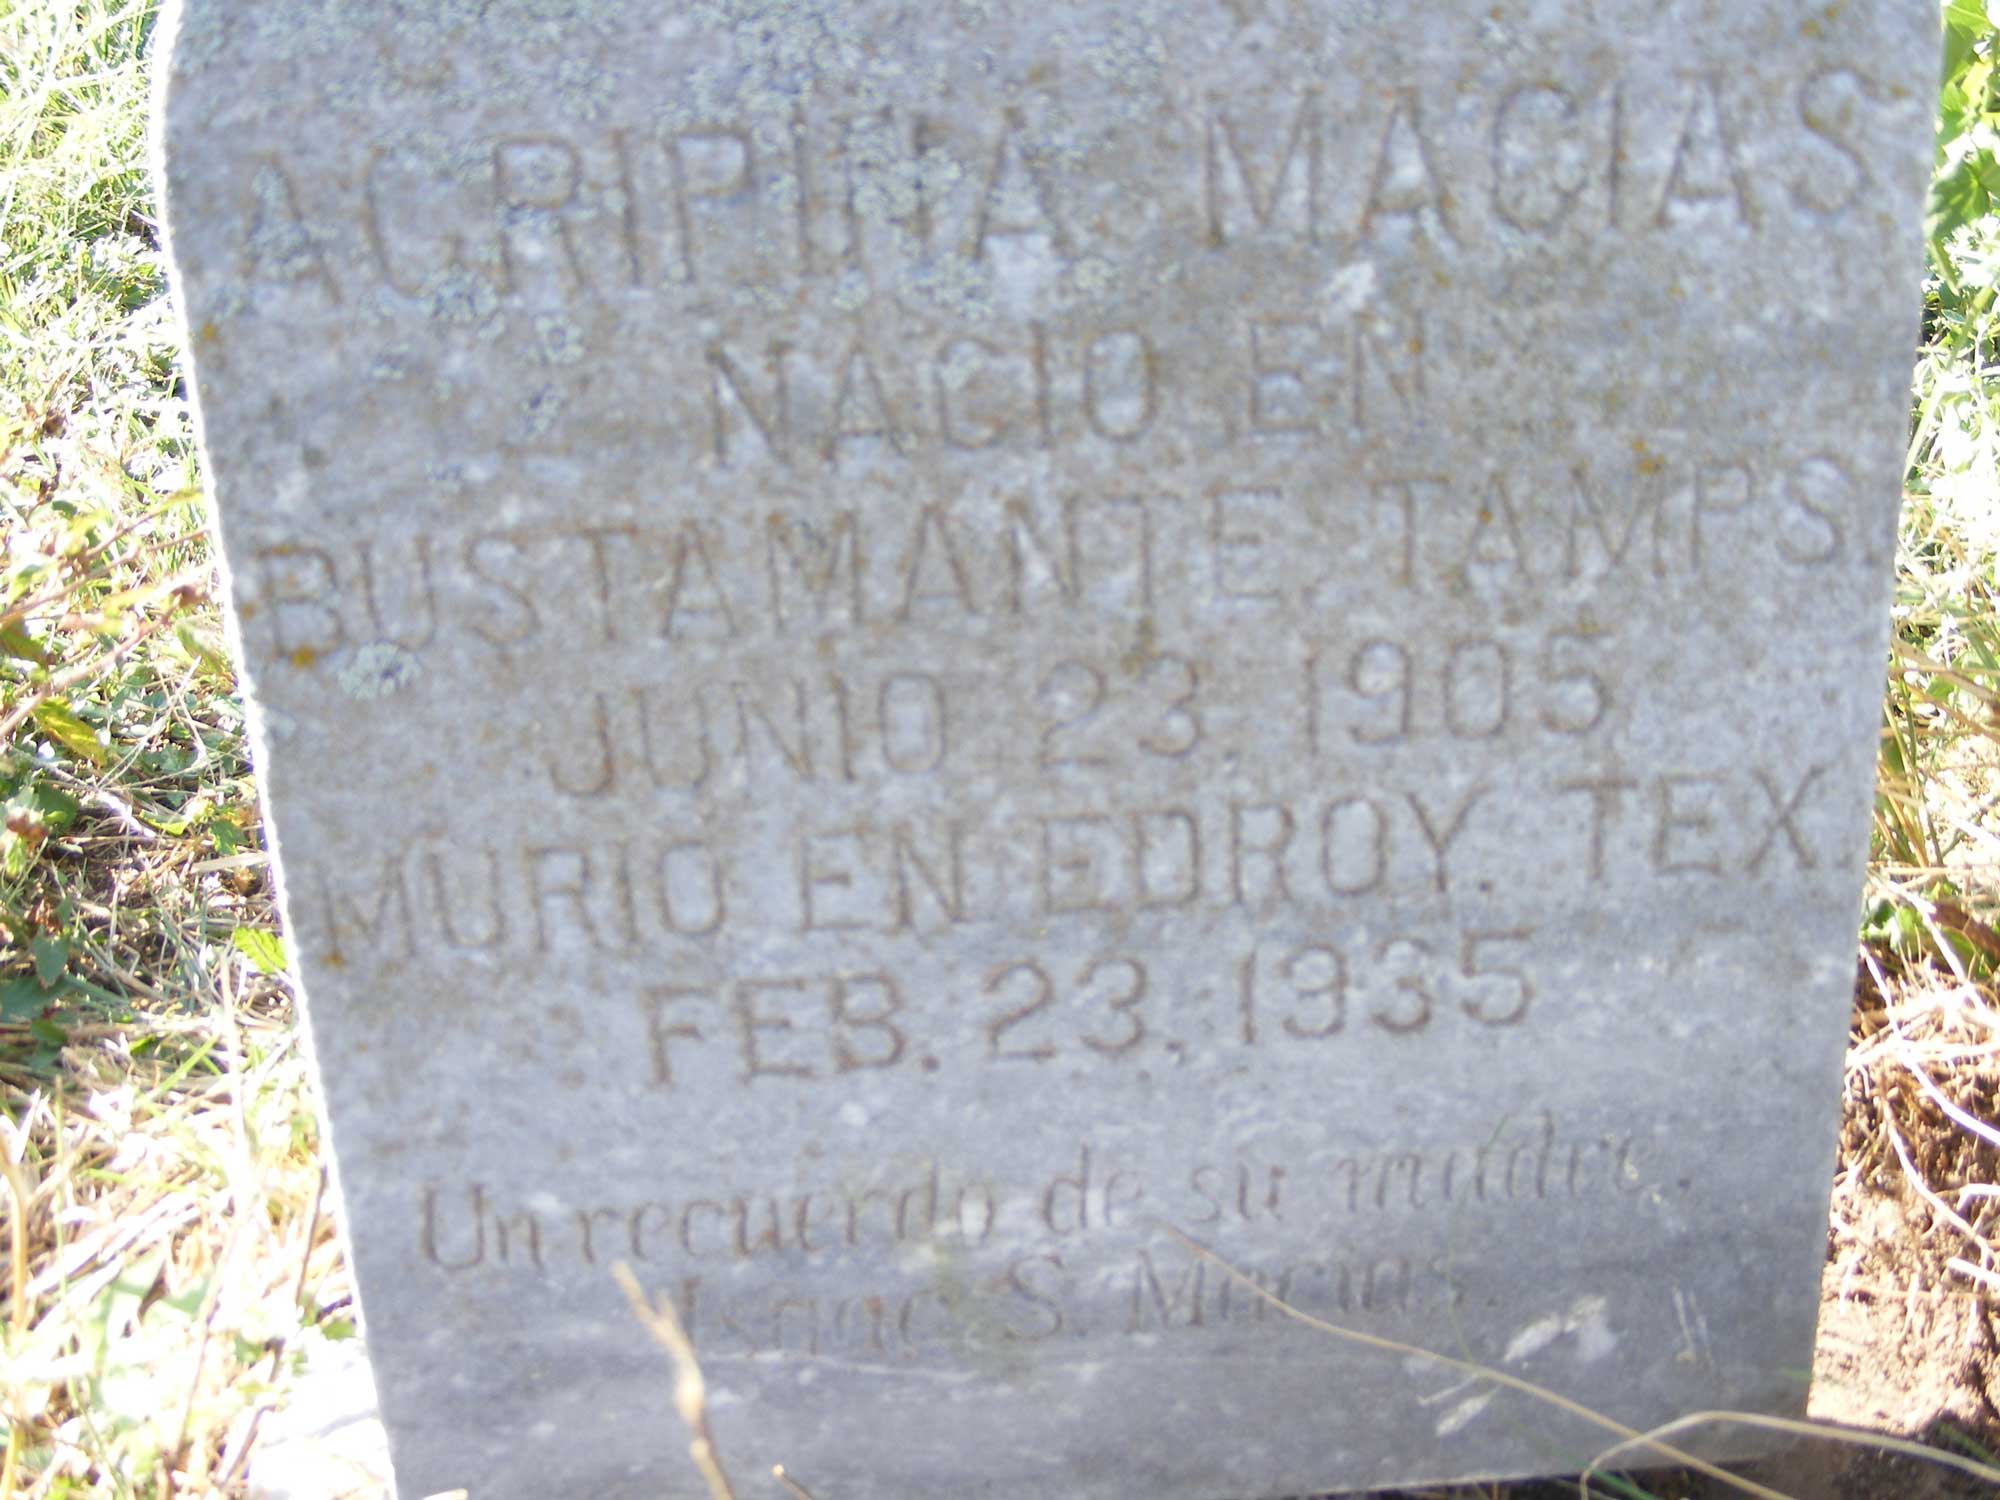 AGRIPINA MACIAS
NACIO EN
BUSTAMANTE, TAMPS.
JUNIO 23, 1905
MURIO EN EDROY, TEX.
FEB. 23, 1935
Un recuerdo de su madre.
Isaac S. Macias.